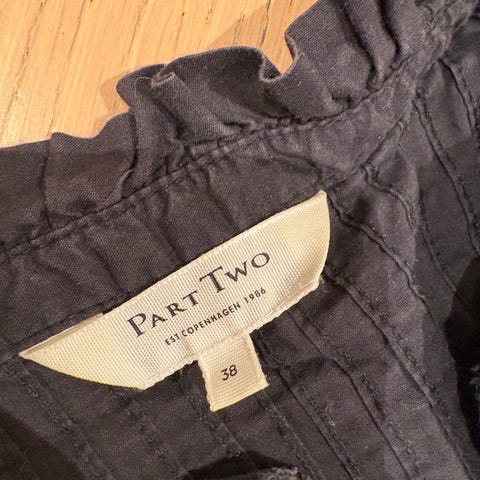 PART TWO
EST. COPENHAGEN 1986
38